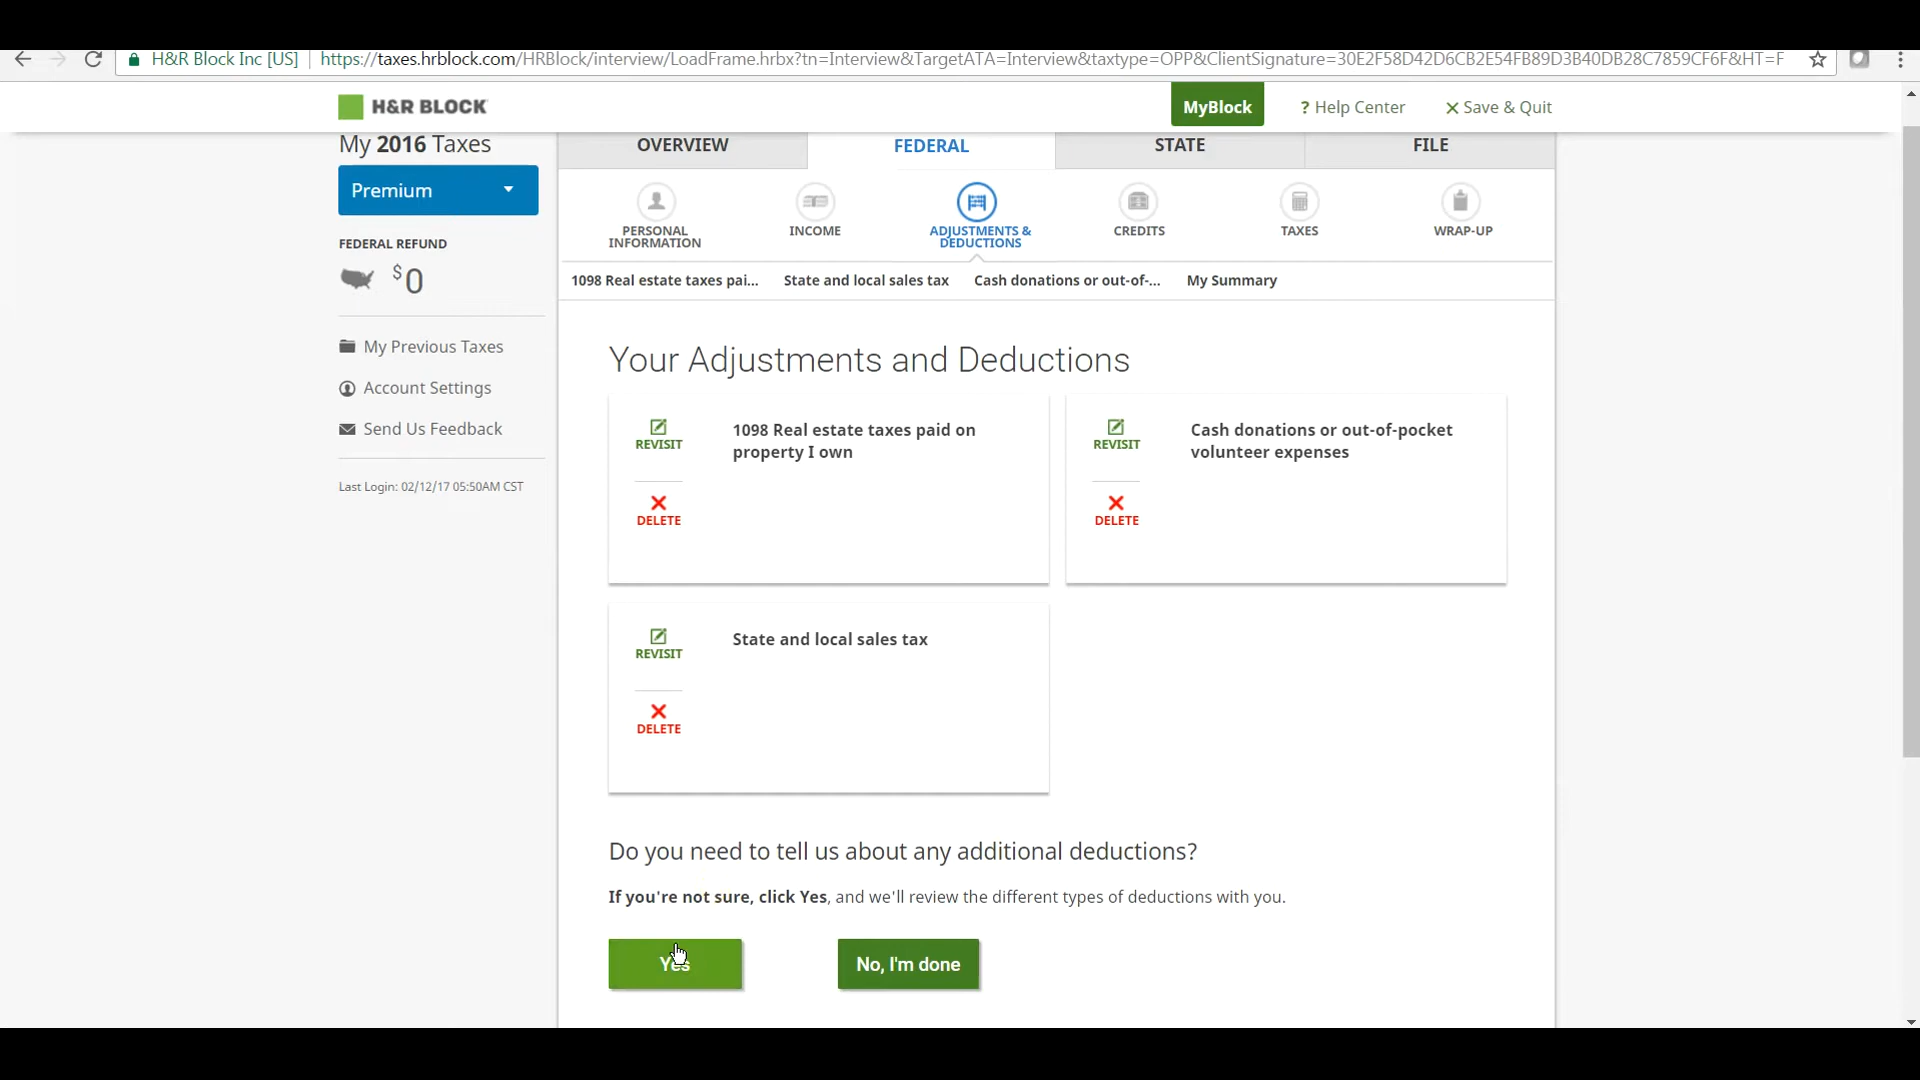 H&R Block Inc [US]
https://taxes.hrblock.com/HRBlock/interview/LoadFrame.hrbx?tn=Interview&TargetATA=Interview&taxtype=OPP&ClientSignature=30E2F58D42D6CB2E54FB89D3B40DB28C7859CF6F&HT=F
H&R BLOCK
MyBlock
? Help Center
Save & Quit
My 2016 Taxes
Premium
FEDERAL REFUND
$0
My Previous Taxes
Account Settings
Send Us Feedback
Last Login: 02/12/17 05:50AM CST
OVERVIEW
FEDERAL
STATE
FILE
PERSONAL
INFORMATION
INCOME
ADJUSTMENTS &
DEDUCTIONS
CREDITS
TAXES
WRAP-UP
1098 Real estate taxes pai...
State and local sales tax
Cash donations or out-of-...
My Summary
Your Adjustments and Deductions
REVISIT
1098 Real estate taxes paid on
property I own
DELETE
REVISIT
Cash donations or out-of-pocket
volunteer expenses
DELETE
REVISIT
State and local sales tax
DELETE
Do you need to tell us about any additional deductions?
If you're not sure, click Yes, and we'll review the different types of deductions with you.
Yes
No, I'm done